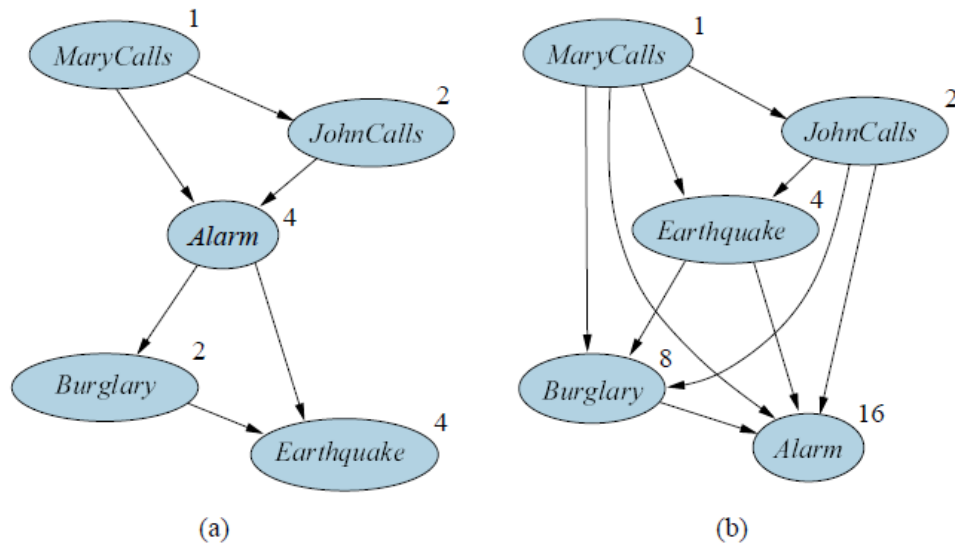 1
MaryCalls
2
JohnCalls
4
Alarm
2
Burglary
4
Earthquake
(a)
1
MaryCalls
2
JohnCalls
4
Earthquake
8
Burglary
16
Alarm
(b)